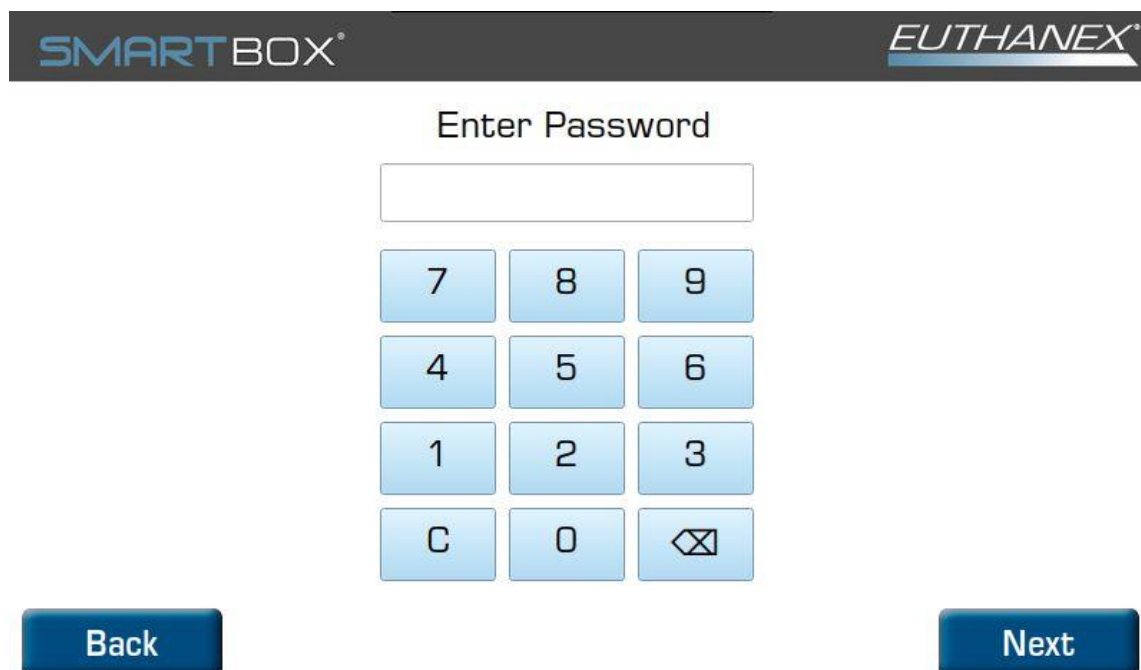 SMARTBOX® EUTHANEX®
Enter Password
7 8 9
4 5 6
1 2 3
C 0 ⌫
Back Next